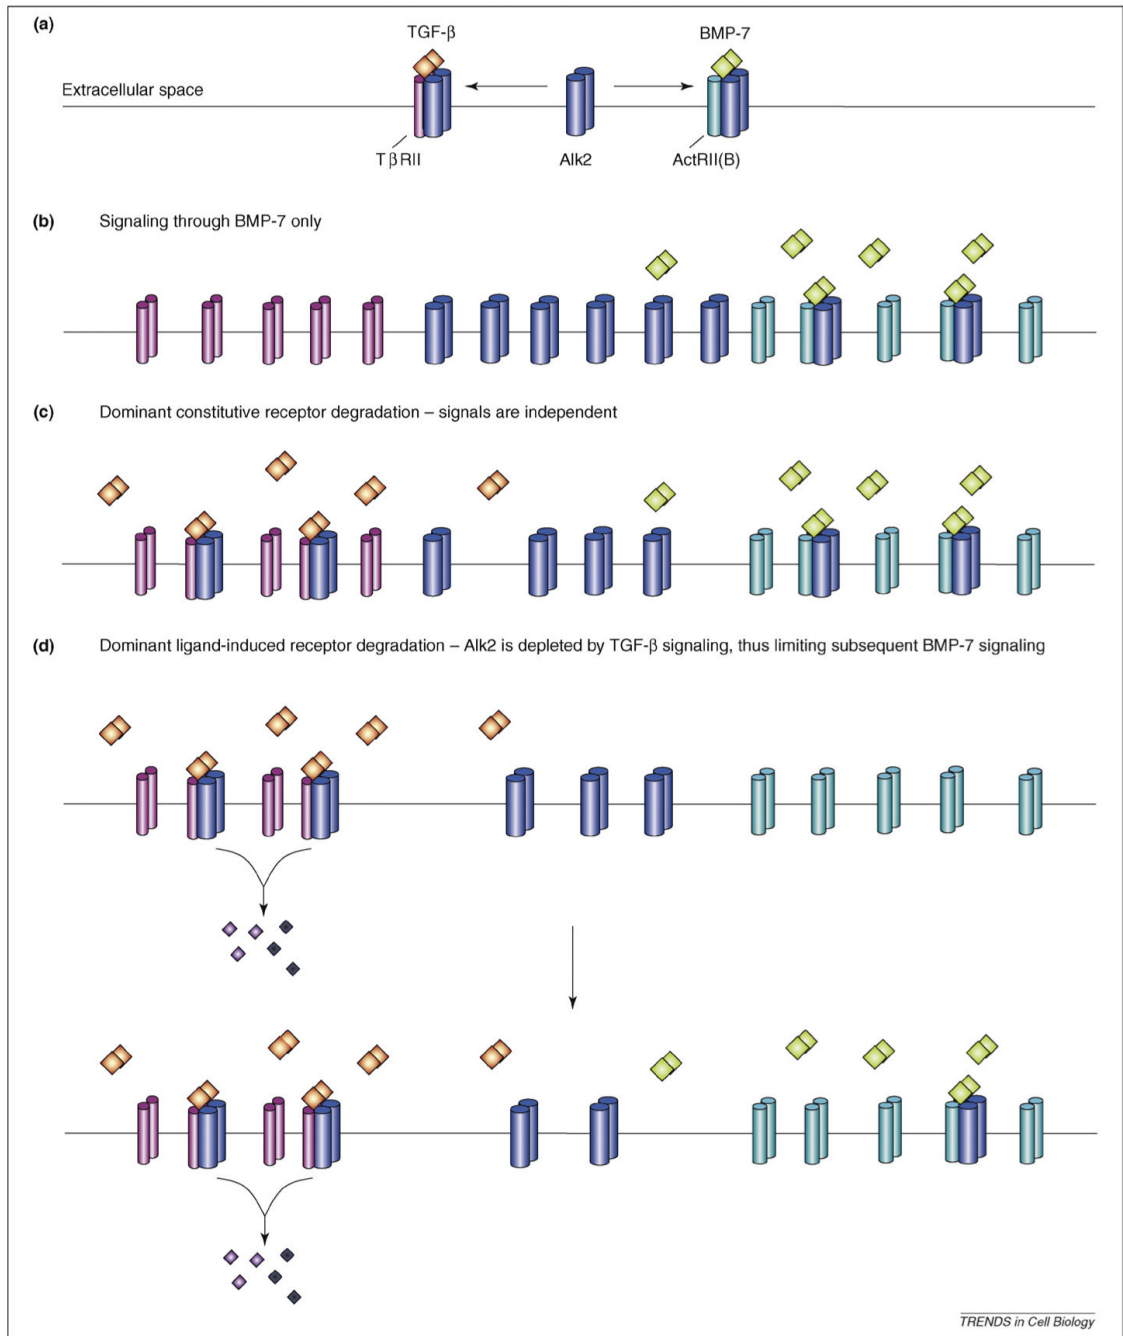 (a)
TGF-β
BMP-7
Extracellular space
TβRII
Alk2
ActRII(B)
(b) Signaling through BMP-7 only
(c) Dominant constitutive receptor degradation – signals are independent
(d) Dominant ligand-induced receptor degradation – Alk2 is depleted by TGF-β signaling, thus limiting subsequent BMP-7 signaling
TRENDS in Cell Biology